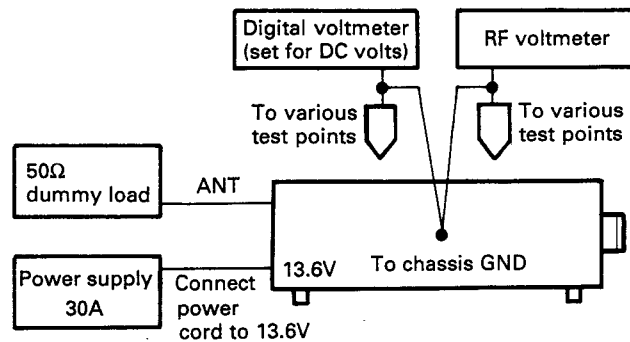 Digital voltmeter
(set for DC volts)
RF voltmeter
To various
test points
To various
test points
50Ω
dummy load
ANT
Power supply
30A
Connect
power
cord to 13.6V
13.6V
To chassis GND